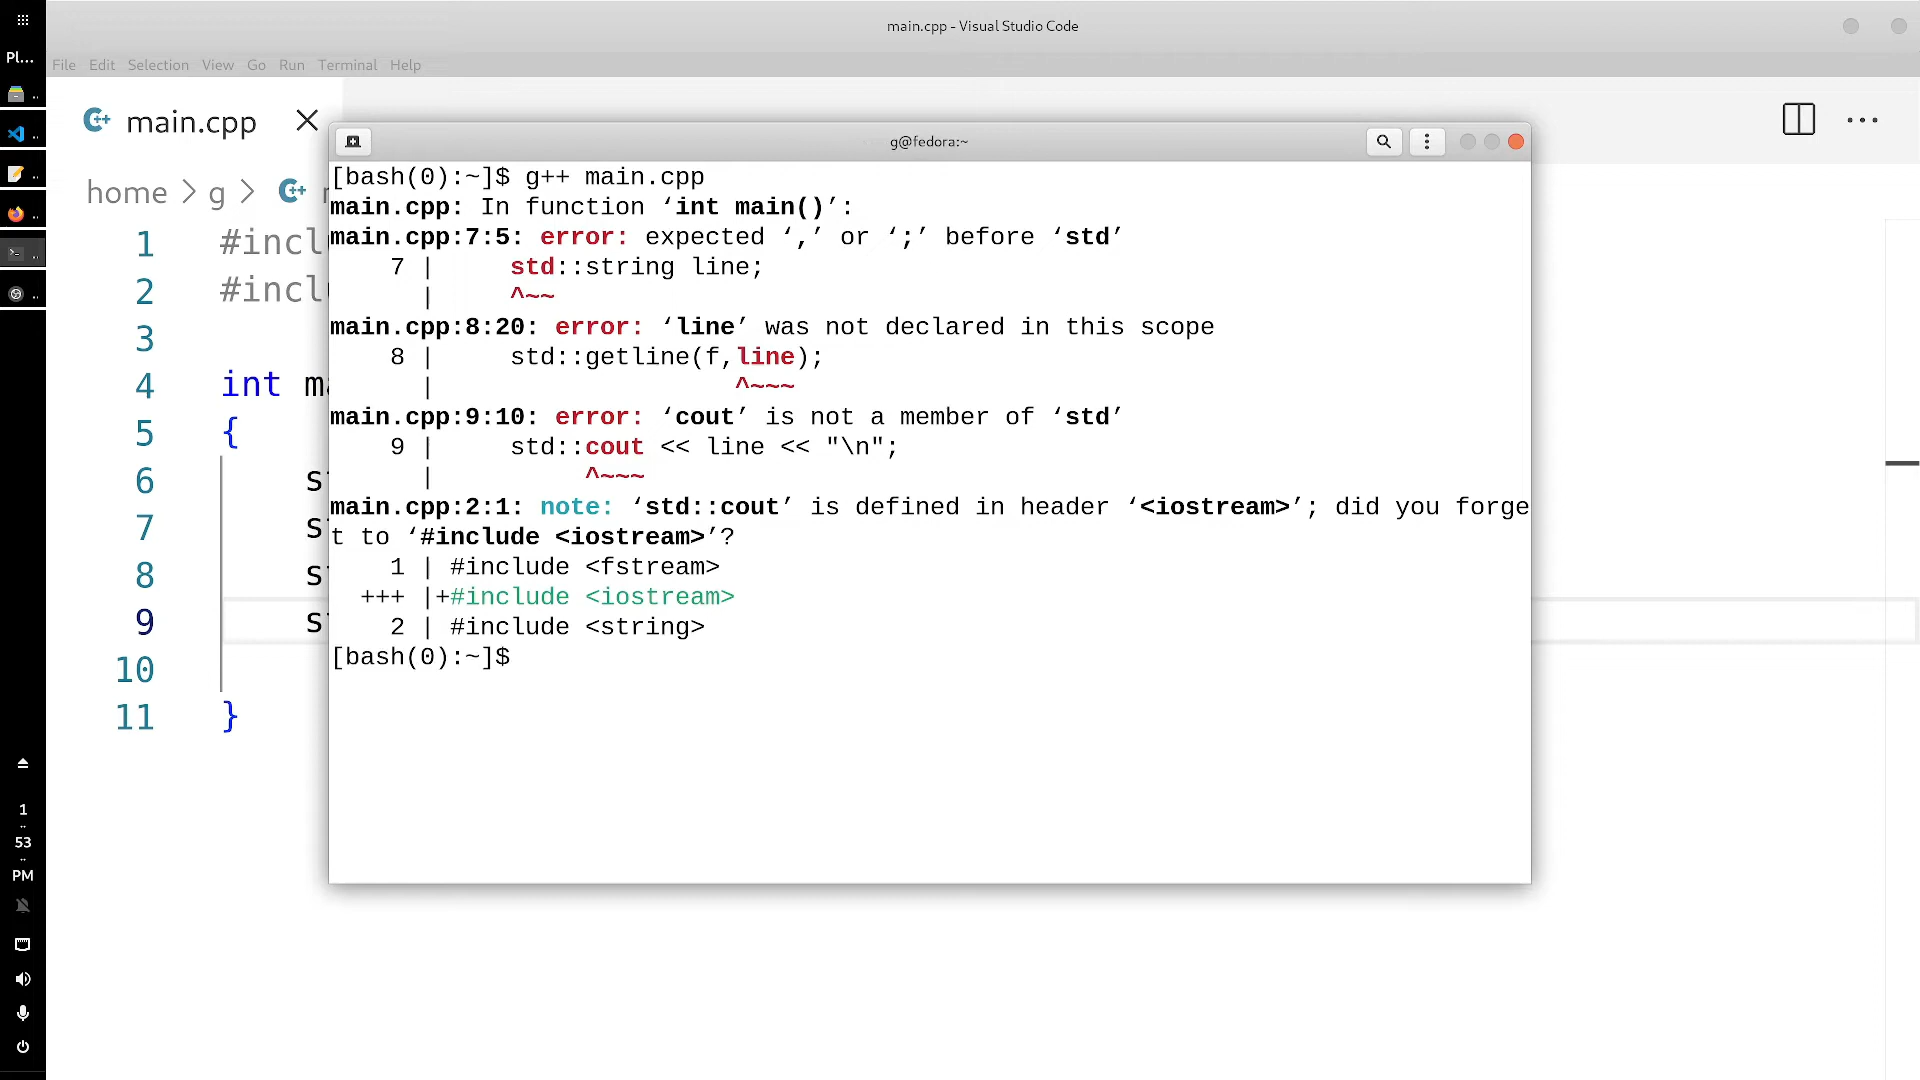 main.cpp - Visual Studio Code
Pl...
File Edit Selection View Go Run Terminal Help
main.cpp
g@fedora:~
home > g >
[bash(0):~]$ g++ main.cpp
main.cpp: In function ‘int main()’:
main.cpp:7:5: error: expected ‘,’ or ‘;’ before ‘std’
7 | std::string line;
| ^~~
main.cpp:8:20: error: ‘line’ was not declared in this scope
8 | std::getline(f,line);
| ^~~~
main.cpp:9:10: error: ‘cout’ is not a member of ‘std’
9 | std::cout << line << "\n";
| ^~~~
main.cpp:2:1: note: ‘std::cout’ is defined in header ‘<iostream>’; did you forge
t to ‘#include <iostream>’?
1 | #include <fstream>
+++ |+#include <iostream>
2 | #include <string>
[bash(0):~]$
1 #incl
2 #incl
3
4 int m
5 {
6 s
7 s
8 s
9 s
10
11 }
1
53
PM